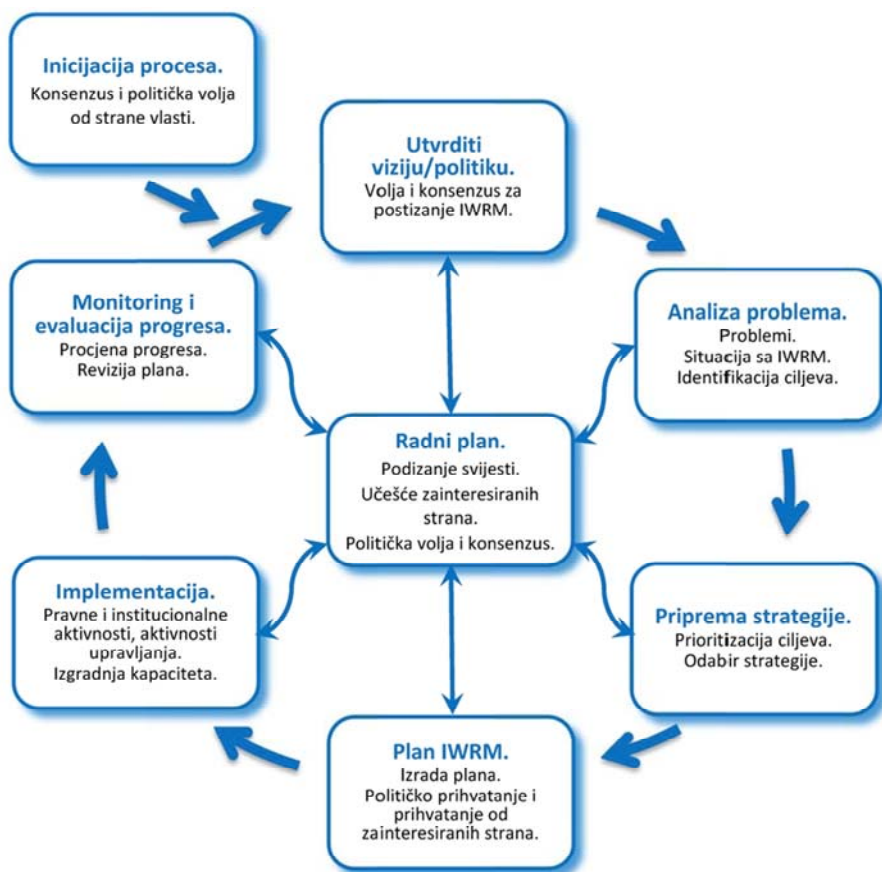 Inicijacija procesa.
Konsenzus i politička volja
od strane vlasti.
Utvrditi
viziju/politiku.
Volja i konsenzus za
postizanje IWRM.
Analiza problema.
Problemi.
Situacija sa IWRM.
Identifikacija ciljeva.
Priprema strategije.
Prioritizacija ciljeva.
Odabir strategije.
Plan IWRM.
Izrada plana.
Političko prihvatanje i
prihvatanje od
zainteresiranih strana.
Implementacija.
Pravne i institucionalne
aktivnosti, aktivnosti
upravljanja.
Izgradnja kapaciteta.
Monitoring i
evaluacija progresa.
Procjena progresa.
Revizija plana.
Radni plan.
Podizanje svijesti.
Učešće zainteresiranih
strana.
Politička volja i konsenzus.